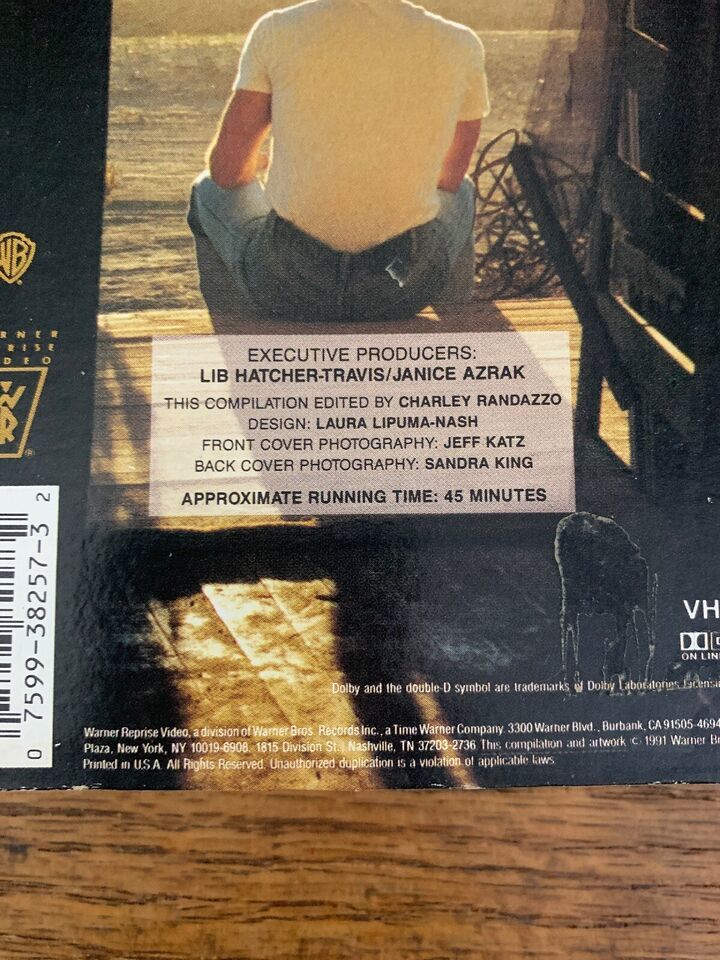 EXECUTIVE PRODUCERS:
LIB HATCHER-TRAVIS/JANICE AZRAK
THIS COMPILATION EDITED BY CHARLEY RANDAZZO
DESIGN: LAURA LIPUMA-NASH
FRONT COVER PHOTOGRAPHY: JEFF KATZ
BACK COVER PHOTOGRAPHY: SANDRA KING
APPROXIMATE RUNNING TIME: 45 MINUTES
WB
RNER
RISE
DEO
0 7599-38257-3 2
VH
ON LIN
Dolby and the double-D symbol are trademarks of Dolby Laboratories Licensi
Warner Reprise Video, a division of Warner Bros. Records Inc., a Time Warner Company. 3300 Warner Blvd., Burbank, CA 91505-4694
Plaza, New York, NY 10019-6908. 1815 Division St., Nashville, TN 37203-2736 This compilation and artwork © 1991 Warner Br
Printed in U.S.A. All Rights Reserved. Unauthorized duplication is a violation of applicable laws.